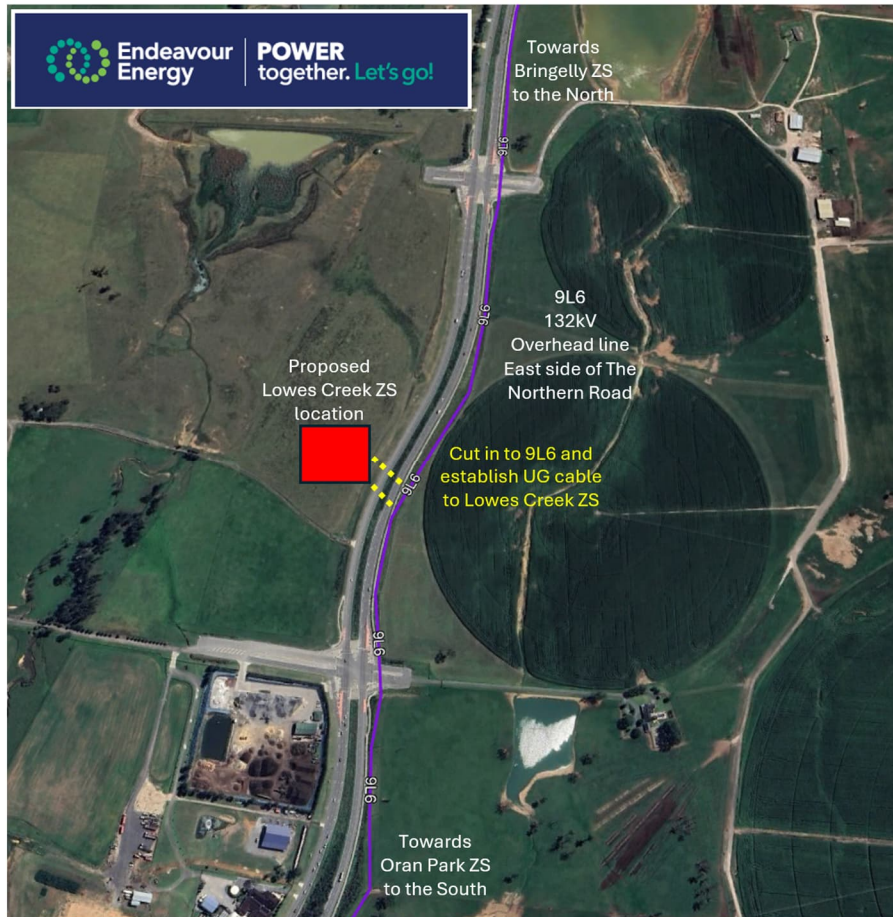 Endeavour
Energy
POWER
together. Let's go!
Towards
Bringelly ZS
to the North
9L6
9L6
9L6
132kV
Overhead line
East side of The
Northern Road
Proposed
Lowes Creek ZS
location
Cut in to 9L6 and
establish UG cable
to Lowes Creek ZS
9L6
9L6
9L6
Towards
Oran Park ZS
to the South